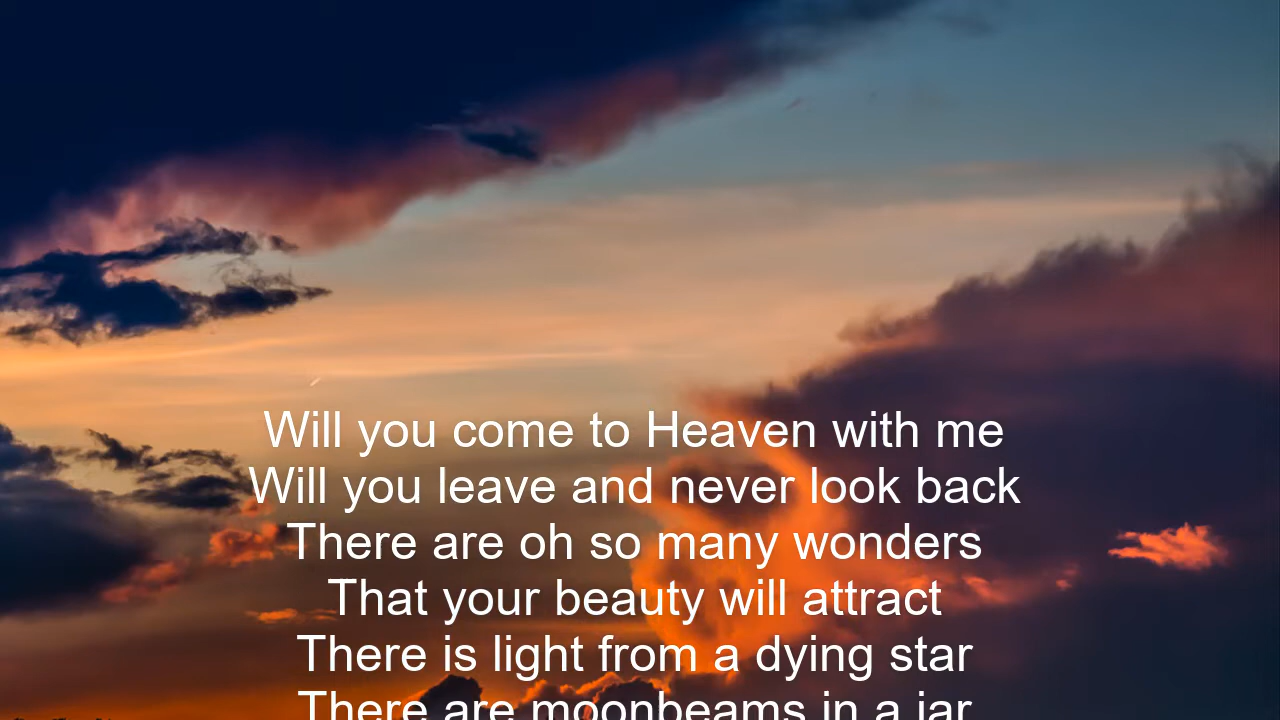 Will you come to Heaven with me
Will you leave and never look back
There are oh so many wonders
That your beauty will attract
There is light from a dying star
There are moonbeams in a jar